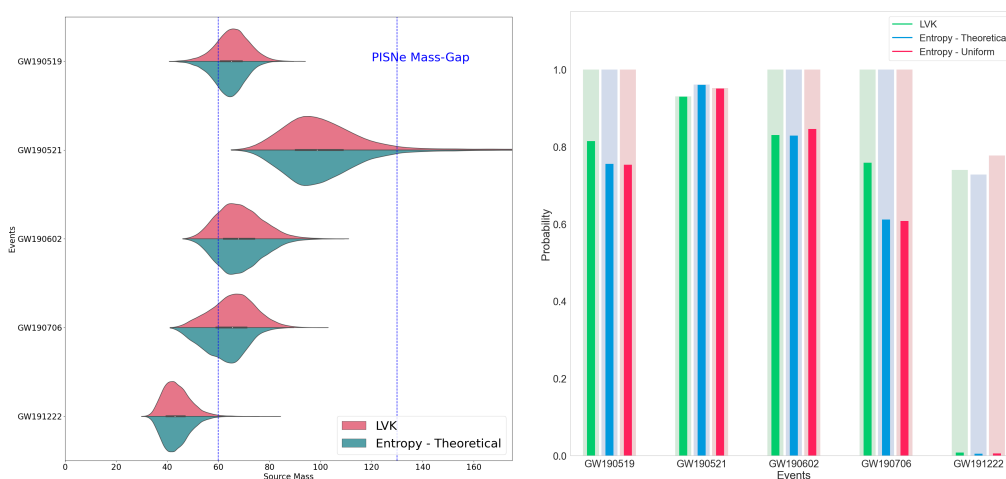 PISNe Mass-Gap
GW190519
GW190521
GW190602
GW190706
GW191222
Events
LVK
Entropy - Theoretical
0 20 40 60 80 100 120 140 160
Source Mass
LVK
Entropy - Theoretical
Entropy - Uniform
1.0
0.8
0.6
0.4
0.2
0.0
Probability
GW190519 GW190521 GW190602 GW190706 GW191222
Events